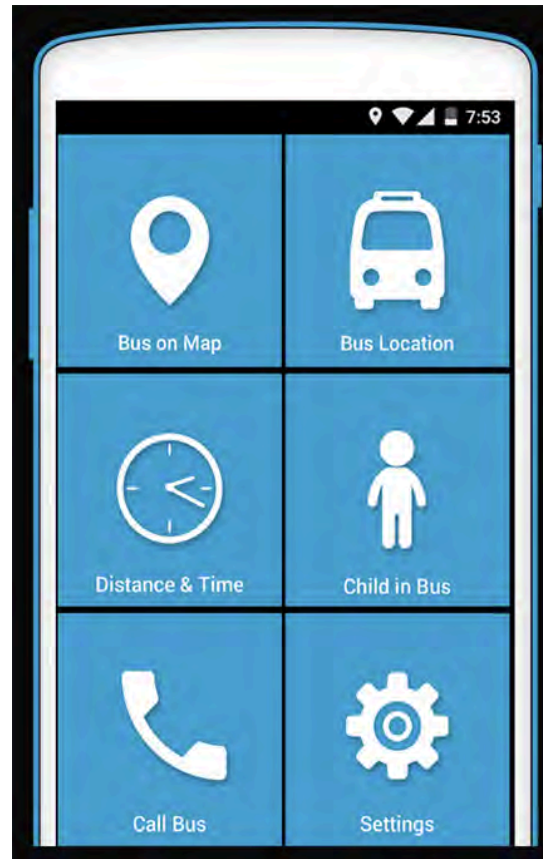 7:53
Bus on Map
Bus Location
Distance & Time
Child in Bus
Call Bus
Settings